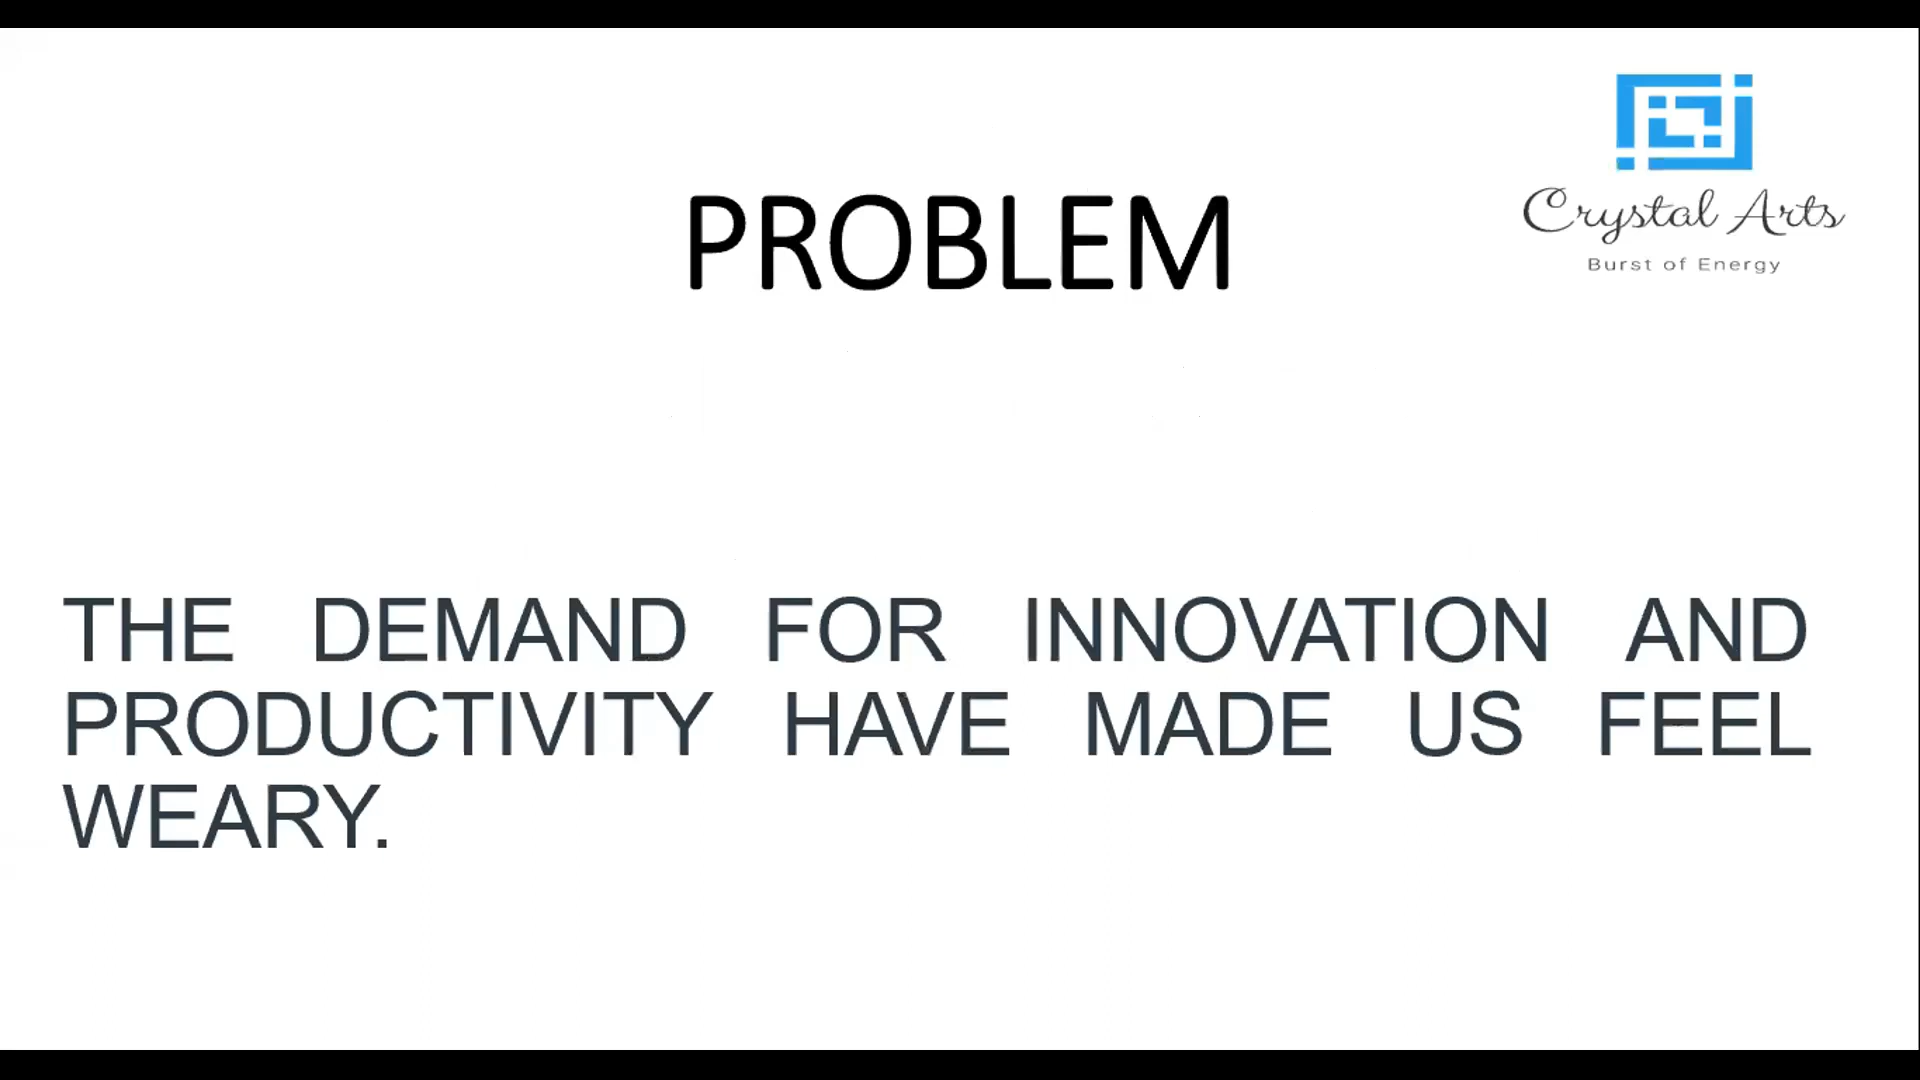 Crystal Arts
Burst of Energy
PROBLEM
THE DEMAND FOR INNOVATION AND
PRODUCTIVITY HAVE MADE US FEEL
WEARY.